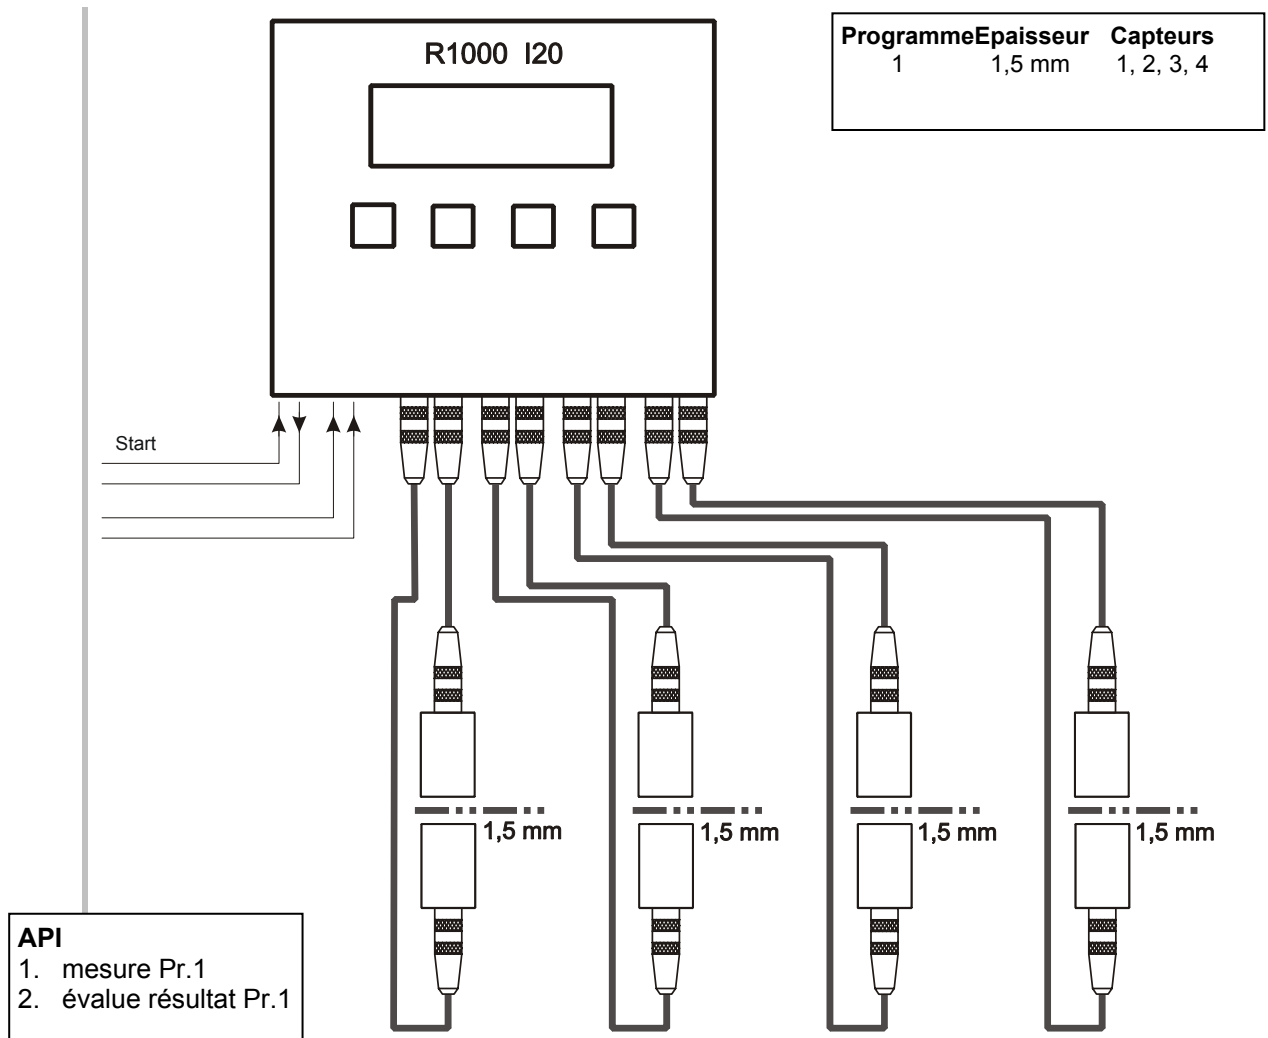 R1000 I20
ProgrammeEpaisseur Capteurs
1 1,5 mm 1, 2, 3, 4
Start
1,5 mm 1,5 mm 1,5 mm 1,5 mm
API
1. mesure Pr.1
2. évalue résultat Pr.1